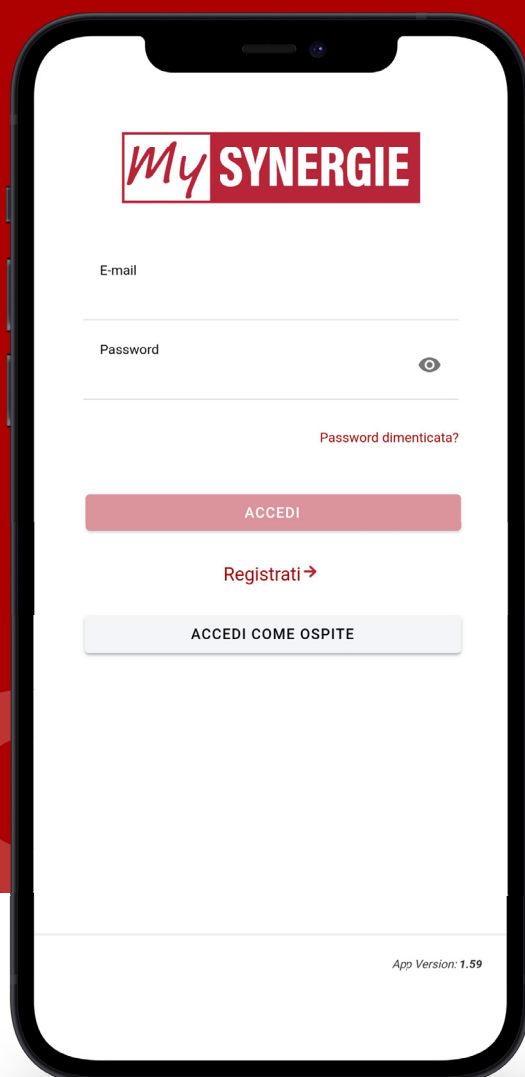 My SYNERGIE
E-mail
Password
Password dimenticata?
ACCEDI
Registrati→
ACCEDI COME OSPITE
App Version: 1.59